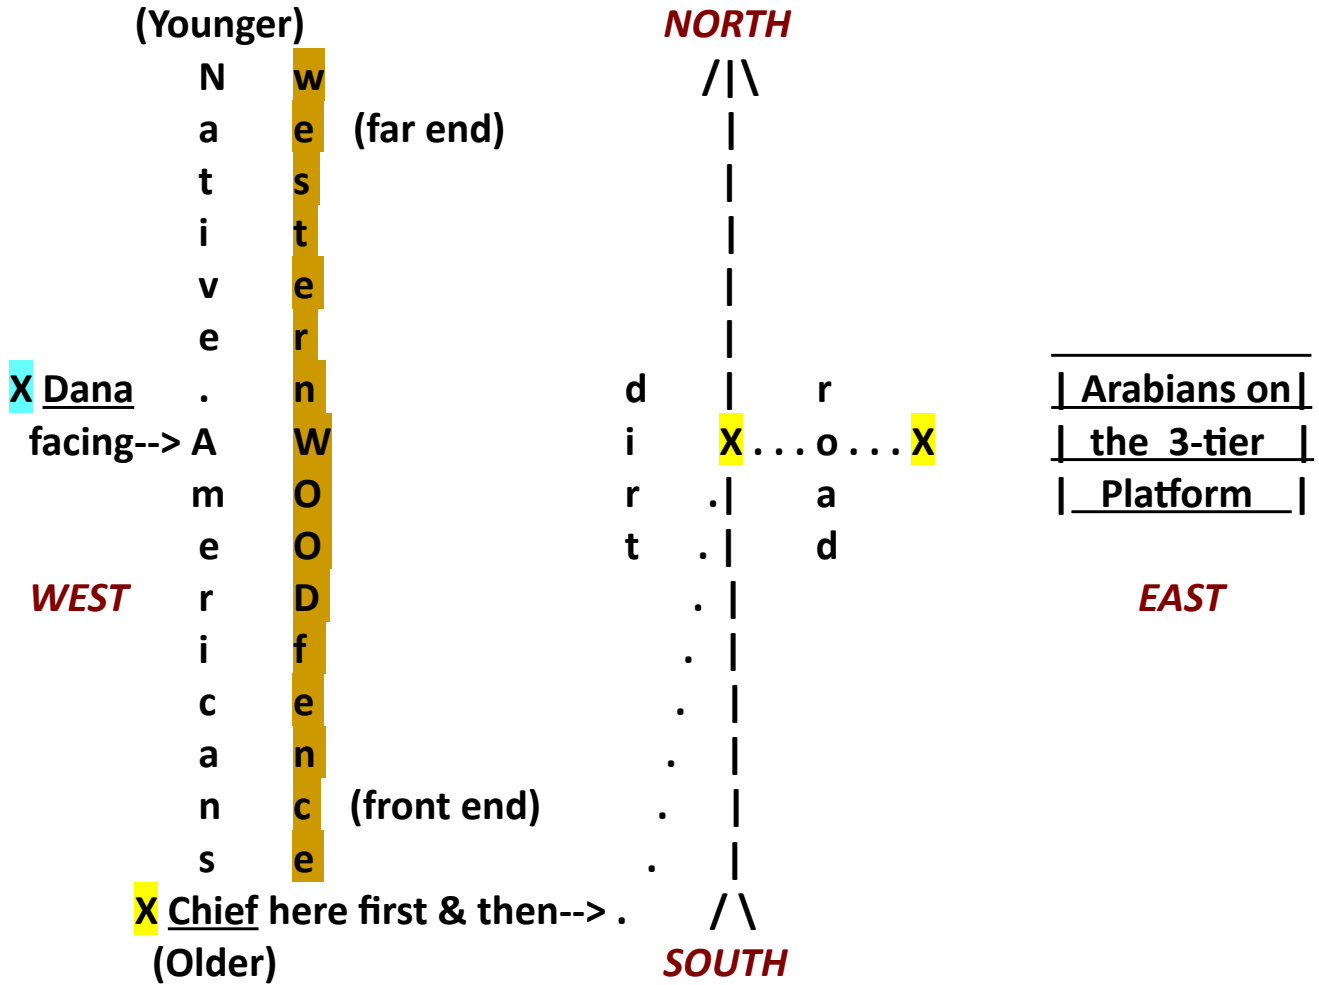 (Younger) NORTH
N w /|\
a e (far end) |
t s |
i t |
v e |
e r |
X Dana . n d | r | Arabians on |
facing--> A W i X . . . o . . . X | the 3-tier |
m O r . | a | Platform |
e O t . | d
WEST r D . | EAST
i f . |
c e . |
a n . |
n c (front end) . |
s e . |
X Chief here first & then--> . / \
(Older) SOUTH